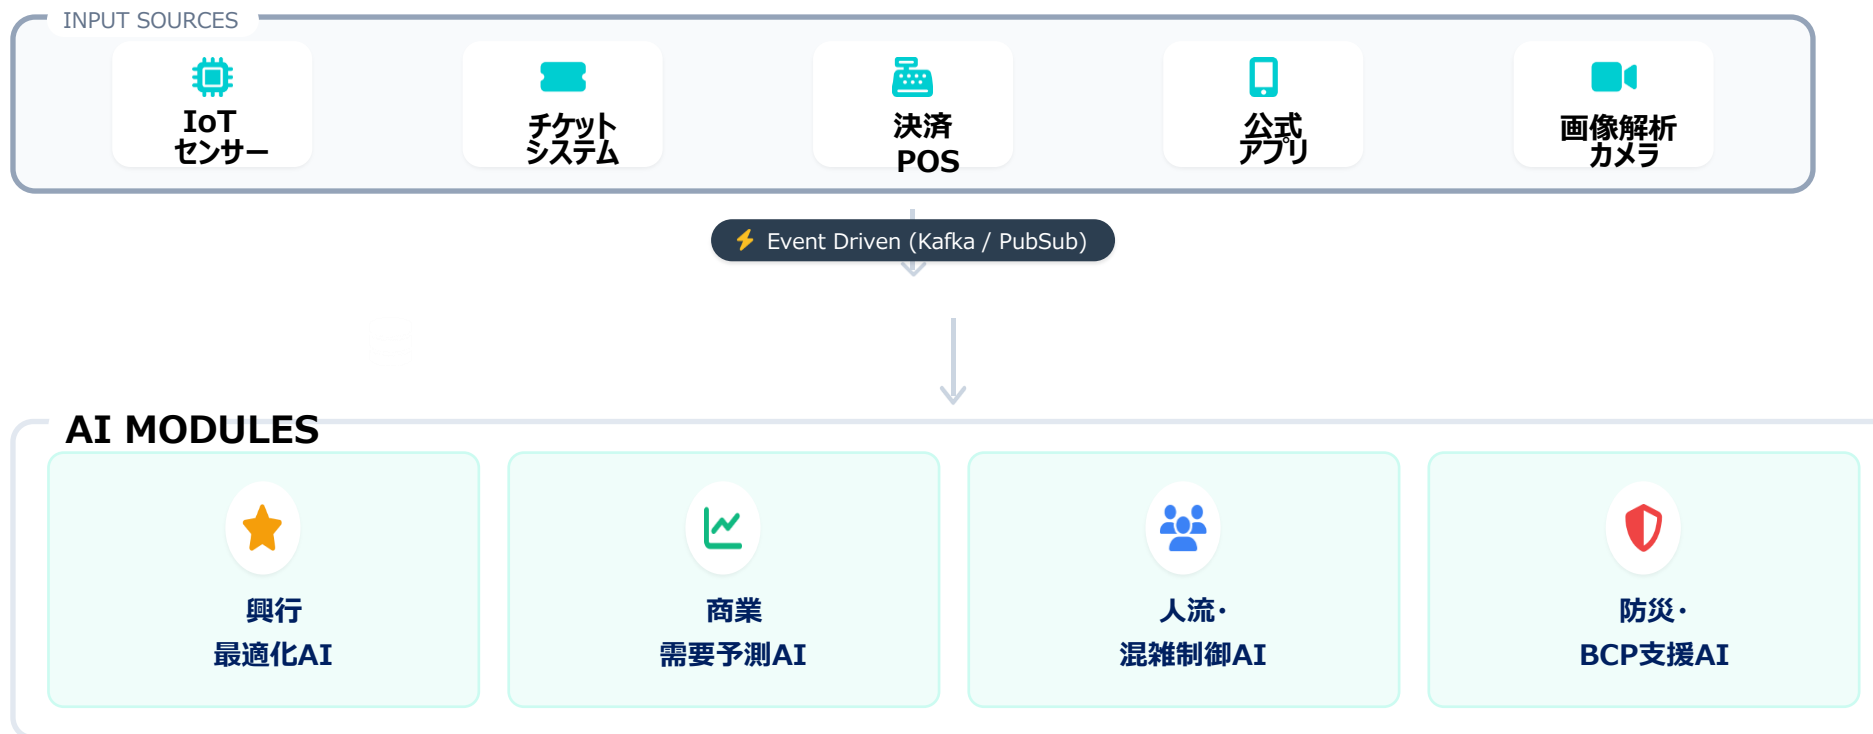 INPUT SOURCES
IoT
センサー
チケット
システム
決済
POS
公式
アプリ
画像解析
カメラ
Event Driven (Kafka / PubSub)
AI MODULES
興行
最適化AI
商業
需要予測AI
人流・
混雑制御AI
防災・
BCP支援AI